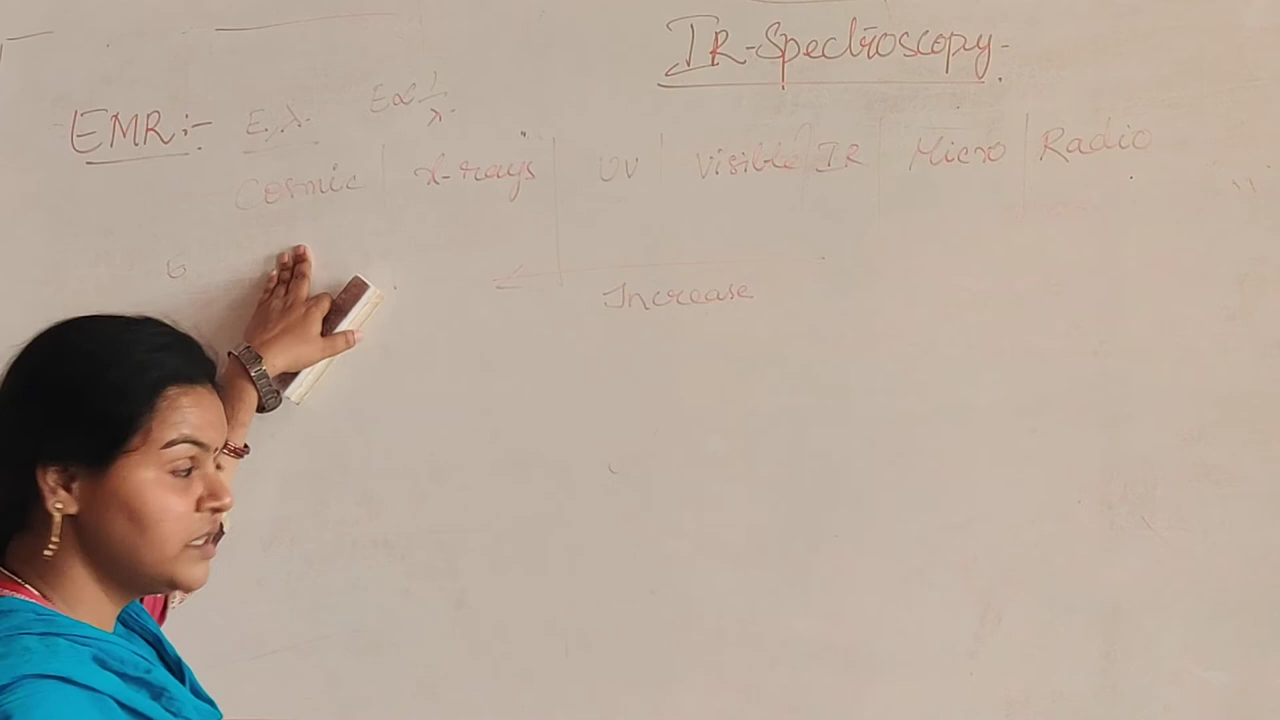 IR-Spectroscopy.
EMR:- E, λ. E∝1/λ.
Cosmic | X-rays | UV | Visible | IR | Micro | Radio
Increase